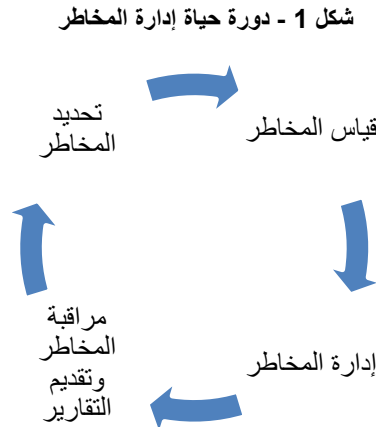 شكل 1 - دورة حياة إدارة المخاطر
تحديد
المخاطر
قياس المخاطر
إدارة المخاطر
مراقبة
المخاطر
وتقديم
التقارير